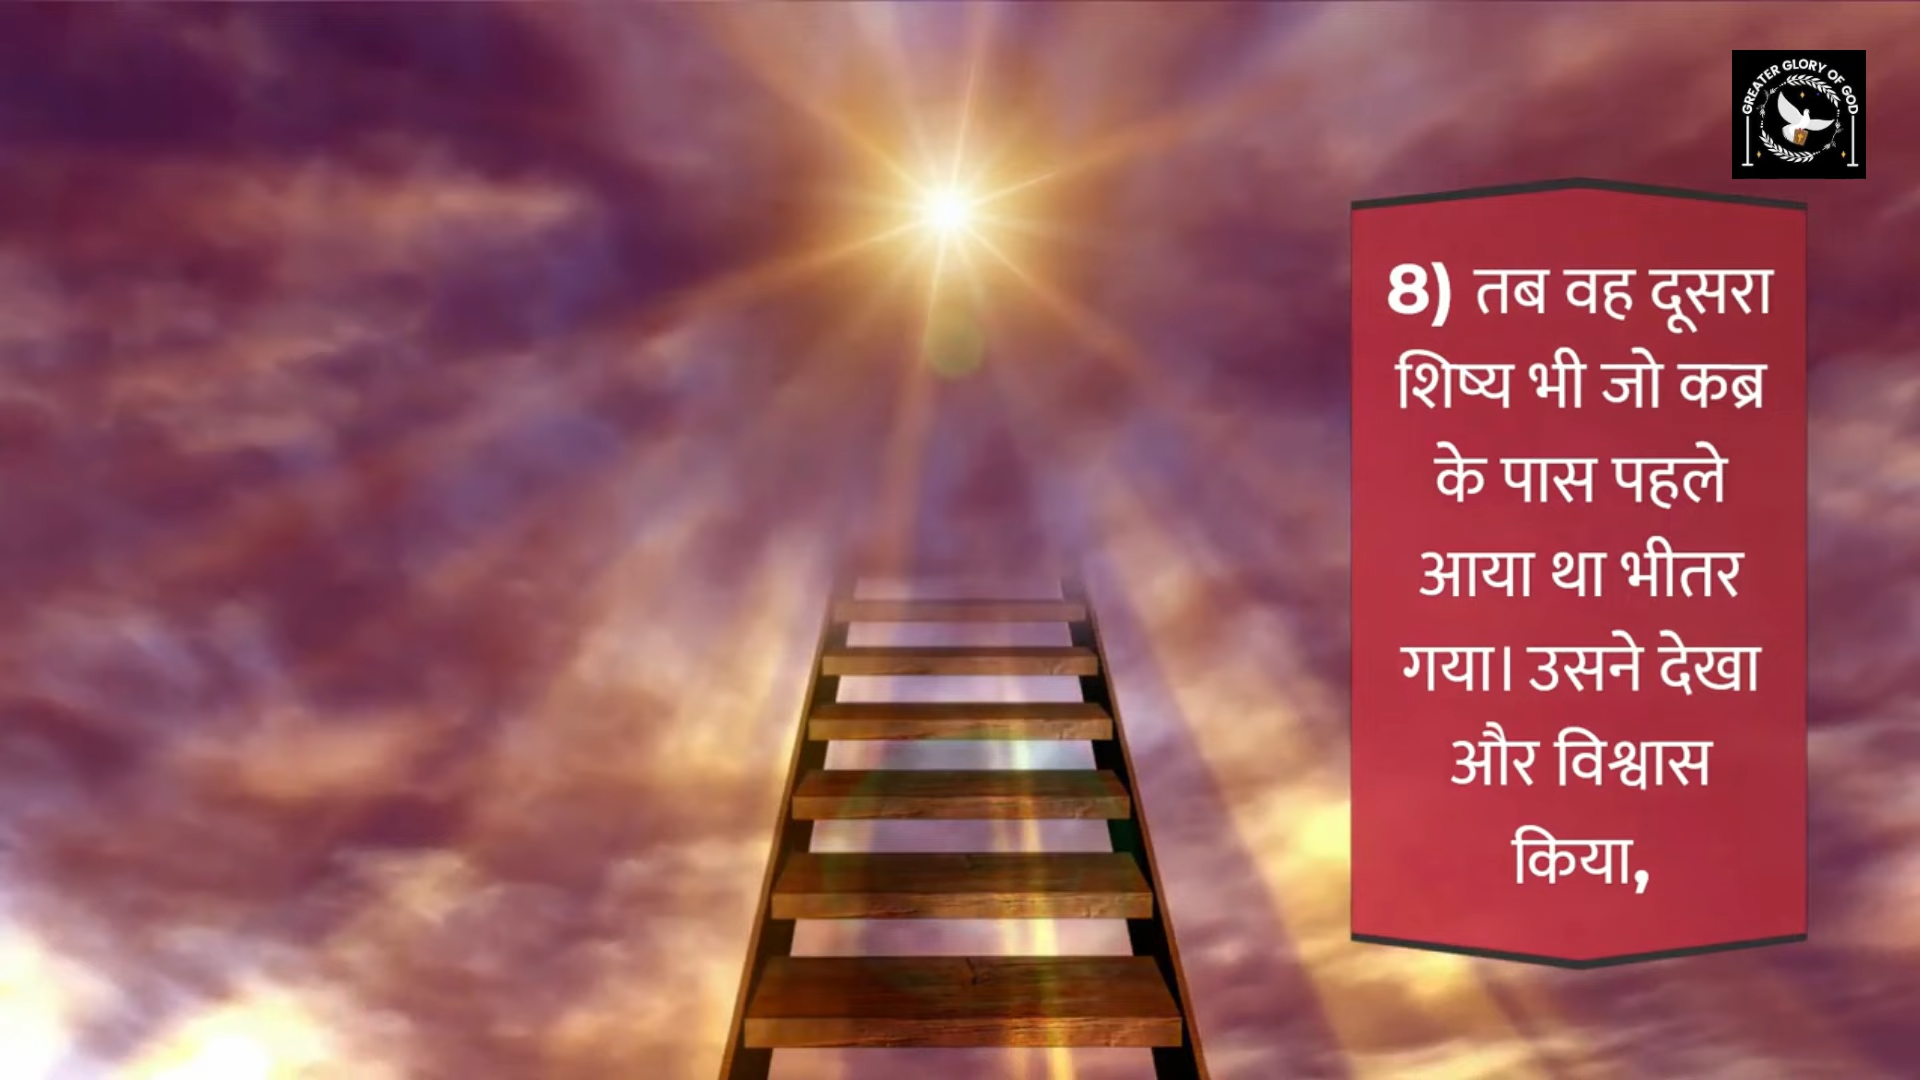 GREATER GLORY OF GOD
8) तब वह दूसरा
शिष्य भी जो कब्र
के पास पहले
आया था भीतर
गया। उसने देखा
और विश्वास
किया,